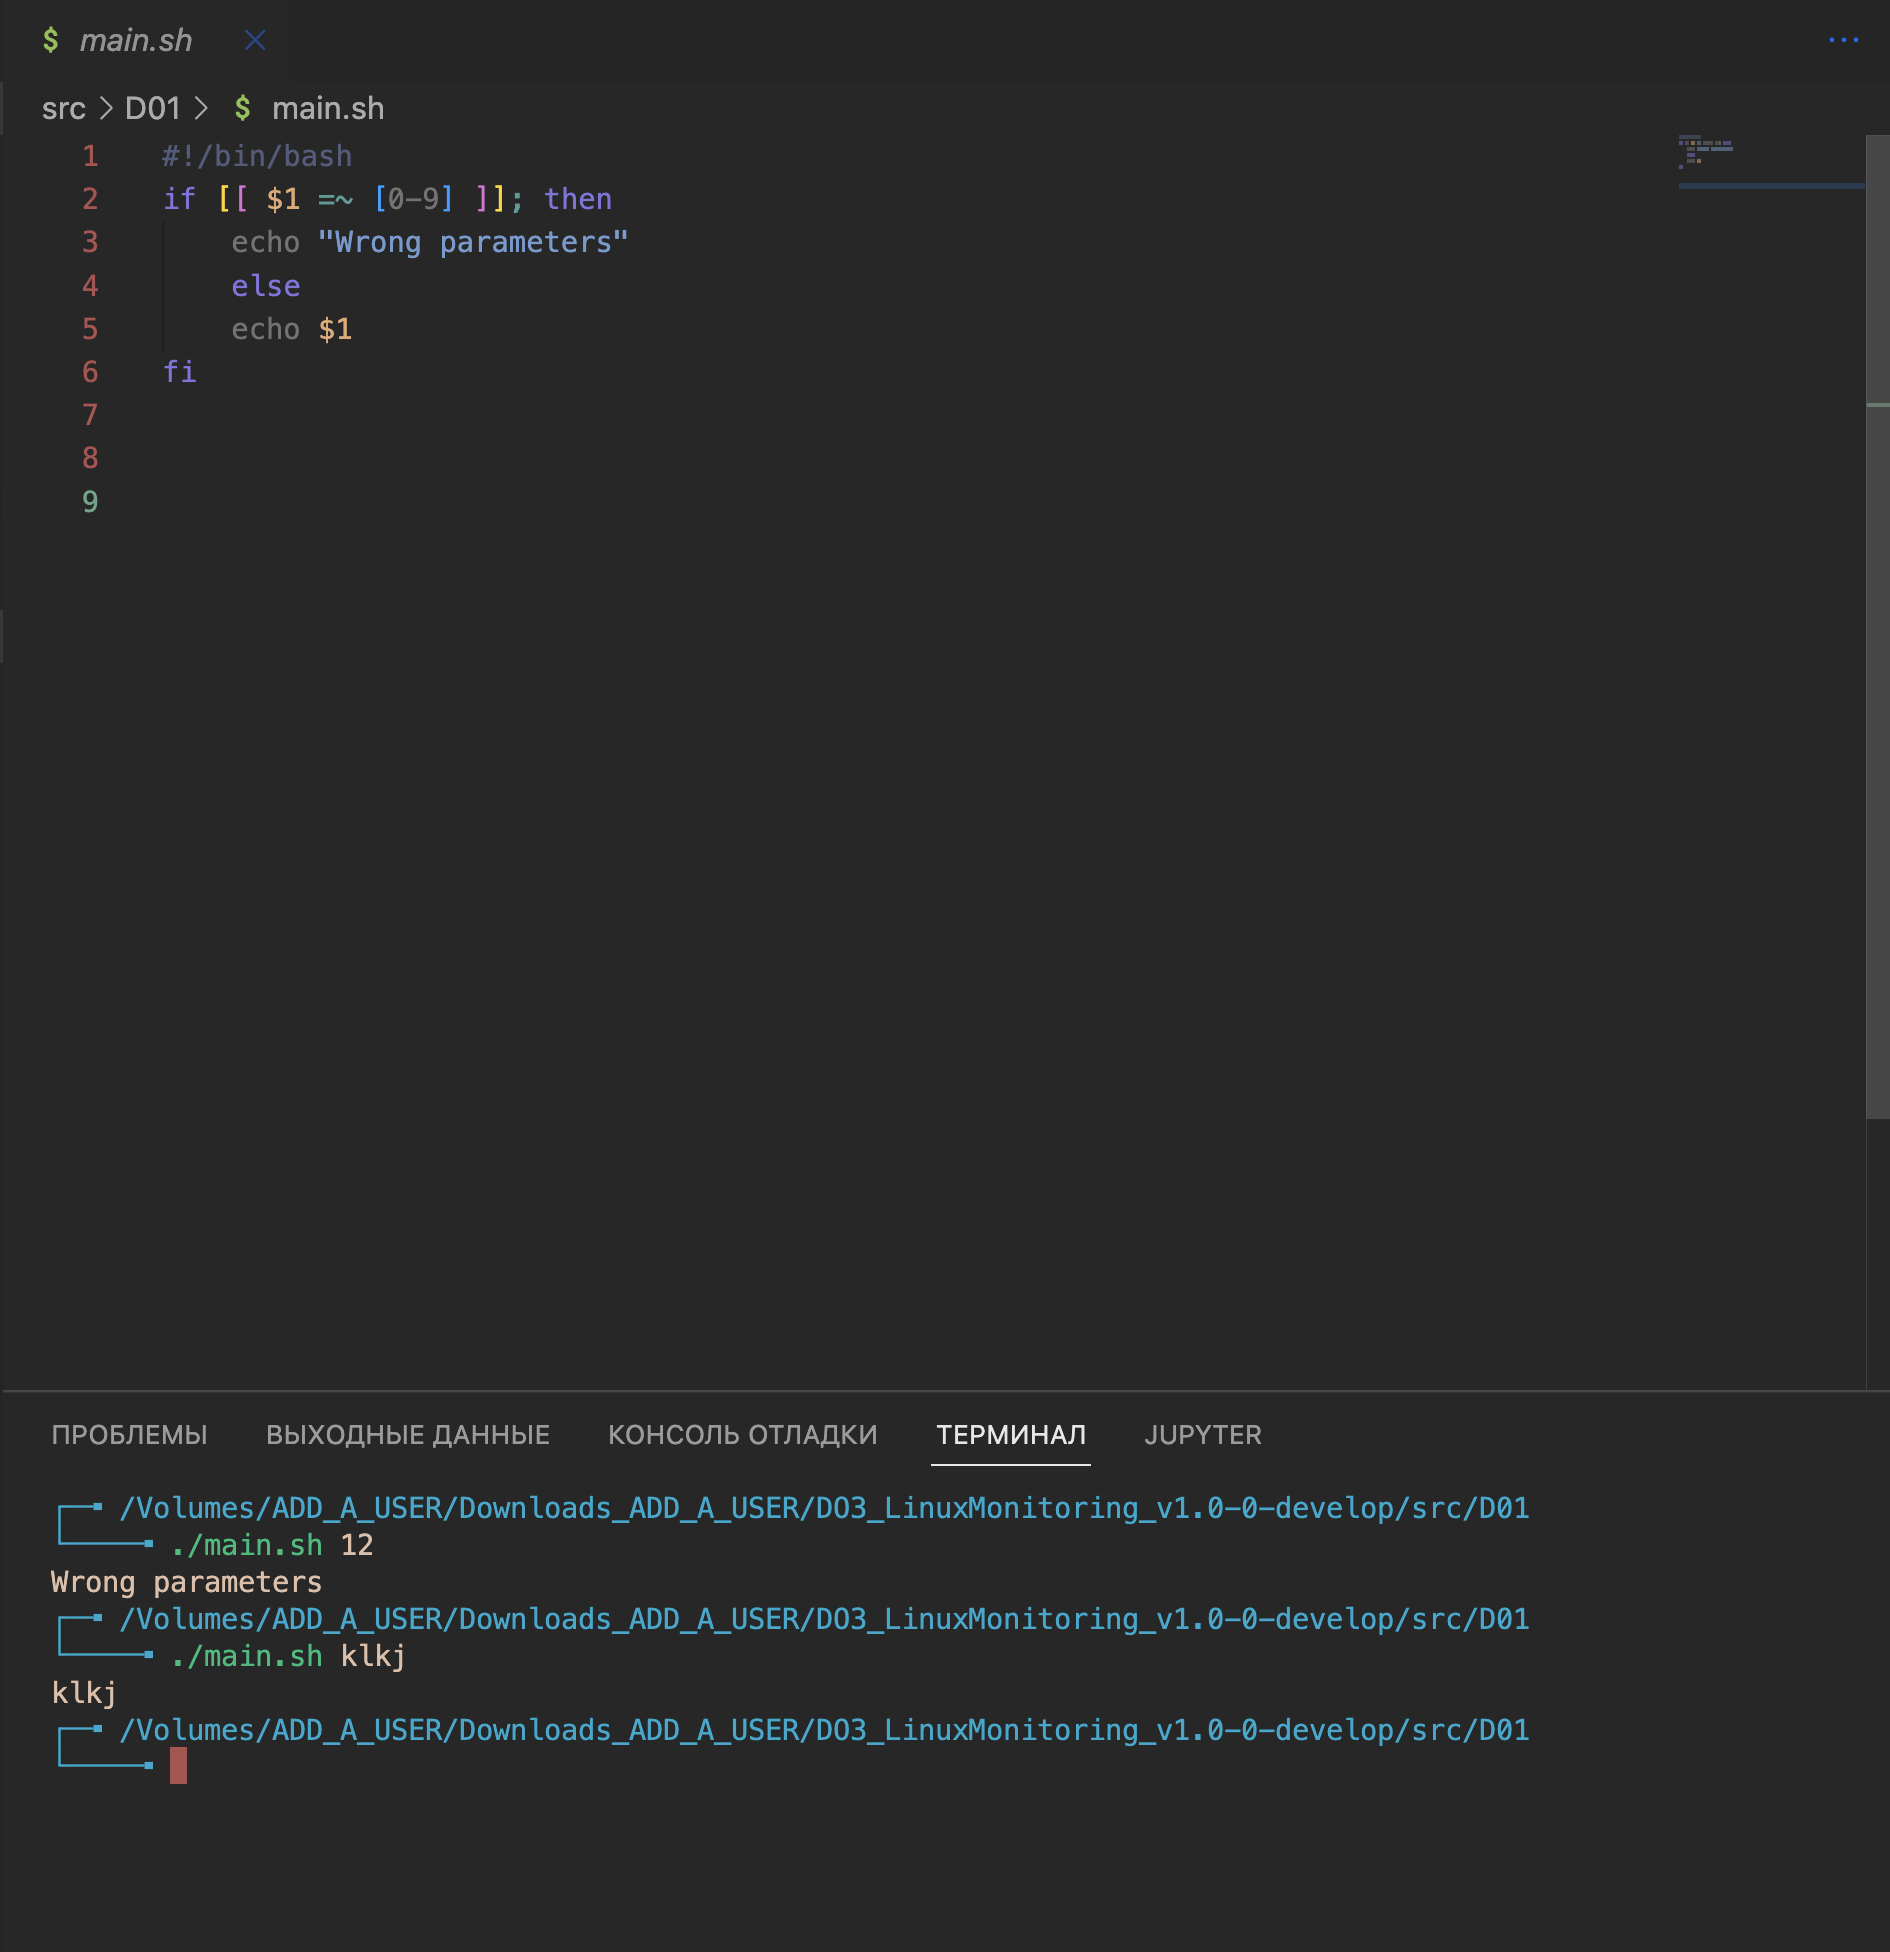 $ main.sh
src > D01 > $ main.sh
1 #!/bin/bash
2 if [[ $1 =~ [0-9] ]]; then
3 echo "Wrong parameters"
4 else
5 echo $1
6 fi
7
8
9
ПРОБЛЕМЫ ВЫХОДНЫЕ ДАННЫЕ КОНСОЛЬ ОТЛАДКИ ТЕРМИНАЛ JUPYTER
/Volumes/ADD_A_USER/Downloads_ADD_A_USER/DO3_LinuxMonitoring_v1.0-0-develop/src/D01
./main.sh 12
Wrong parameters
/Volumes/ADD_A_USER/Downloads_ADD_A_USER/DO3_LinuxMonitoring_v1.0-0-develop/src/D01
./main.sh klkj
klkj
/Volumes/ADD_A_USER/Downloads_ADD_A_USER/DO3_LinuxMonitoring_v1.0-0-develop/src/D01